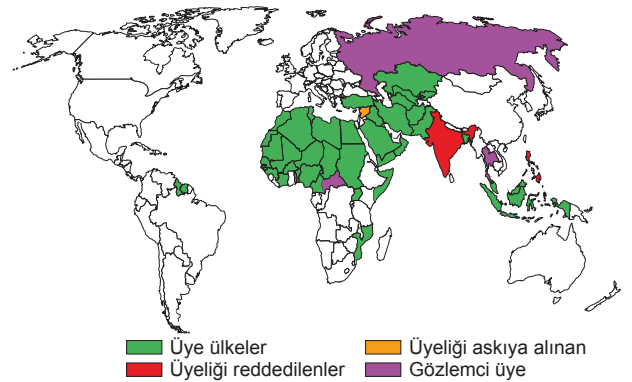 Üye ülkeler
Üyeliği askıya alınan
Üyeliği reddedilenler
Gözlemci üye